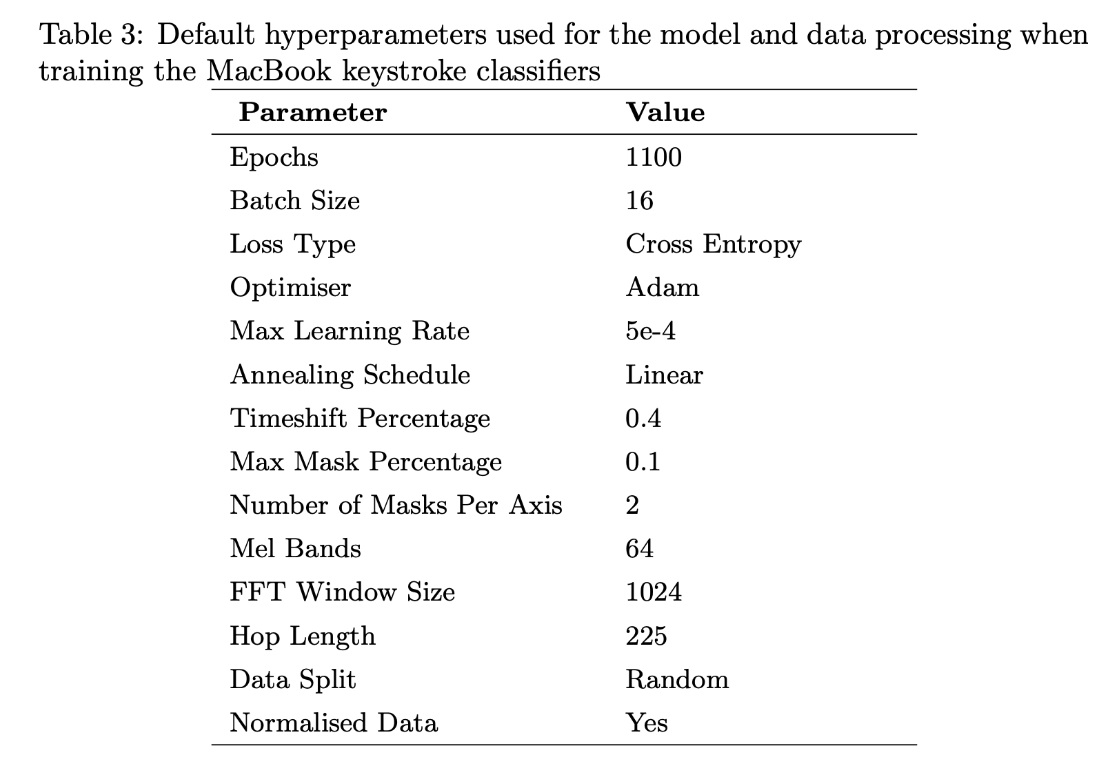 Table 3: Default hyperparameters used for the model and data processing when
training the MacBook keystroke classifiers
Parameter Value
Epochs 1100
Batch Size 16
Loss Type Cross Entropy
Optimiser Adam
Max Learning Rate 5e-4
Annealing Schedule Linear
Timeshift Percentage 0.4
Max Mask Percentage 0.1
Number of Masks Per Axis 2
Mel Bands 64
FFT Window Size 1024
Hop Length 225
Data Split Random
Normalised Data Yes